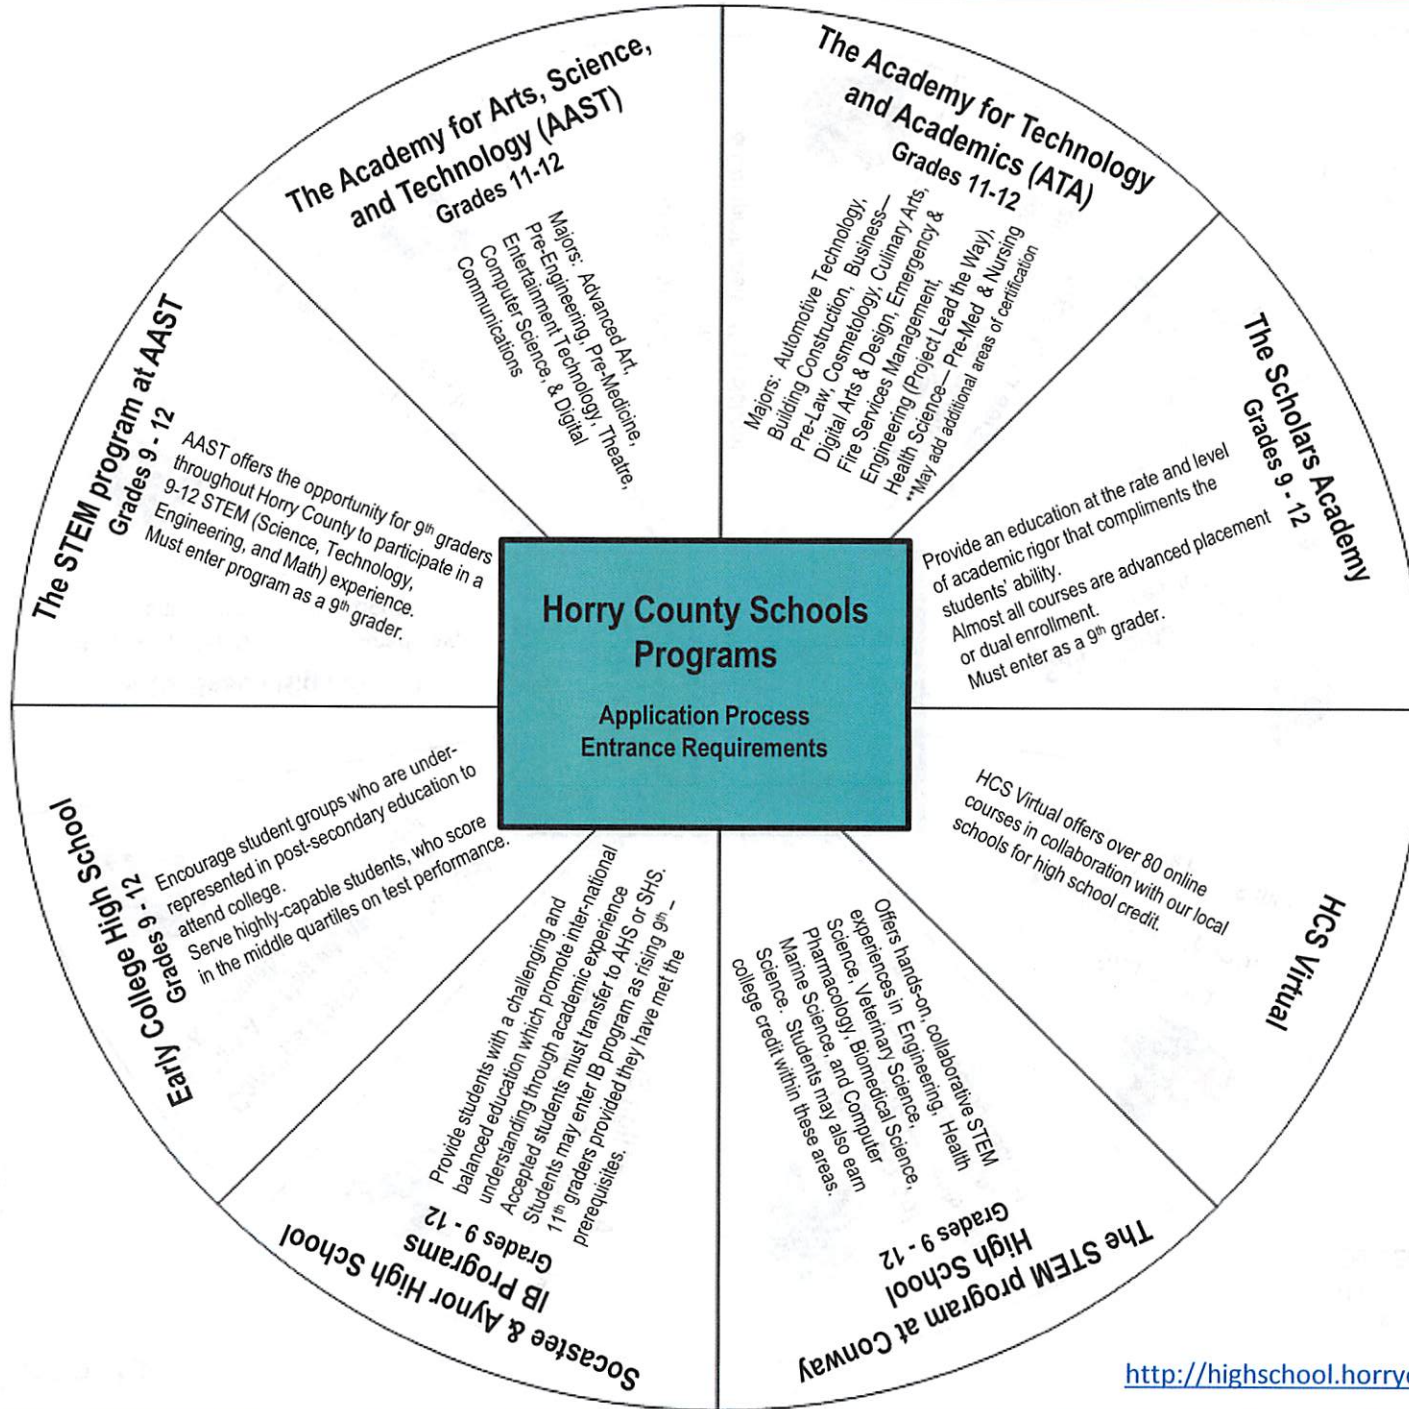 The Academy for Arts, Science,
and Technology (AAST)
Grades 11-12
Majors:  Advanced Art,
Pre-Engineering, Pre-Medicine,
Entertainment Technology, Theatre,
Computer Science, & Digital
Communications
The Academy for Technology
and Academics (ATA)
Grades 11-12
Majors:  Automotive Technology,
Building Construction,  Business—
Pre-Law, Cosmetology, Culinary Arts,
Digital Arts & Design, Emergency &
Fire Services Management,
Engineering (Project Lead the Way),
Health Science— Pre-Med  & Nursing
**May add additional areas of certification
The Scholars Academy
Grades 9 - 12
Provide an education at the rate and level
of academic rigor that compliments the
students' ability.
Almost all courses are advanced placement
or dual enrollment.
Must enter as a 9th grader.
HCS Virtual
HCS Virtual offers over 80 online
courses in collaboration with our local
schools for high school credit.
The STEM program at Conway
High School
Grades 9 - 12
Offers hands-on, collaborative STEM
experiences in  Engineering,  Health
Science, Veterinary Science,
Pharmacology, Biomedical Science,
Marine Science, and Computer
Science.  Students may also earn
college credit within these areas.
Socastee & Aynor High School
IB Programs
Grades 9 - 12
Provide students with a challenging and
balanced education which promote inter-national
understanding through academic experience
Accepted students must transfer to AHS or SHS.
Students may enter IB program as rising 9th –
11th graders provided they have met the
prerequisites.
Early College High School
Grades 9 - 12
Encourage student groups who are under-
represented in post-secondary education to
attend college.
Serve highly-capable students, who score
in the middle quartiles on test performance.
The STEM program at AAST
Grades 9 - 12
AAST offers the opportunity for 9th graders
throughout Horry County to participate in a
9-12 STEM (Science, Technology,
Engineering, and Math) experience.
Must enter program as a 9th grader.
Horry County Schools
Programs
Application Process
Entrance Requirements
http://highschool.horry